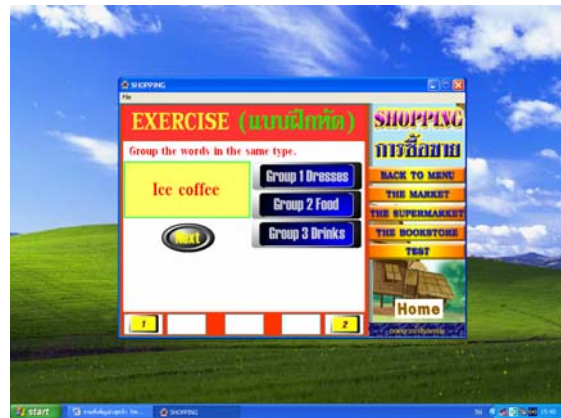 SHOPPING
File
EXERCISE (แบบฝึกหัด)
Group the words in the same type.
Ice coffee
Group 1 Dresses
Group 2 Food
Group 3 Drinks
Next
1
2
SHOPPING
การซื้อขาย
BACK TO MENU
THE MARKET
THE SUPERMARKET
THE BOOKSTORE
TEST
Home
start
SHOPPING
15:40